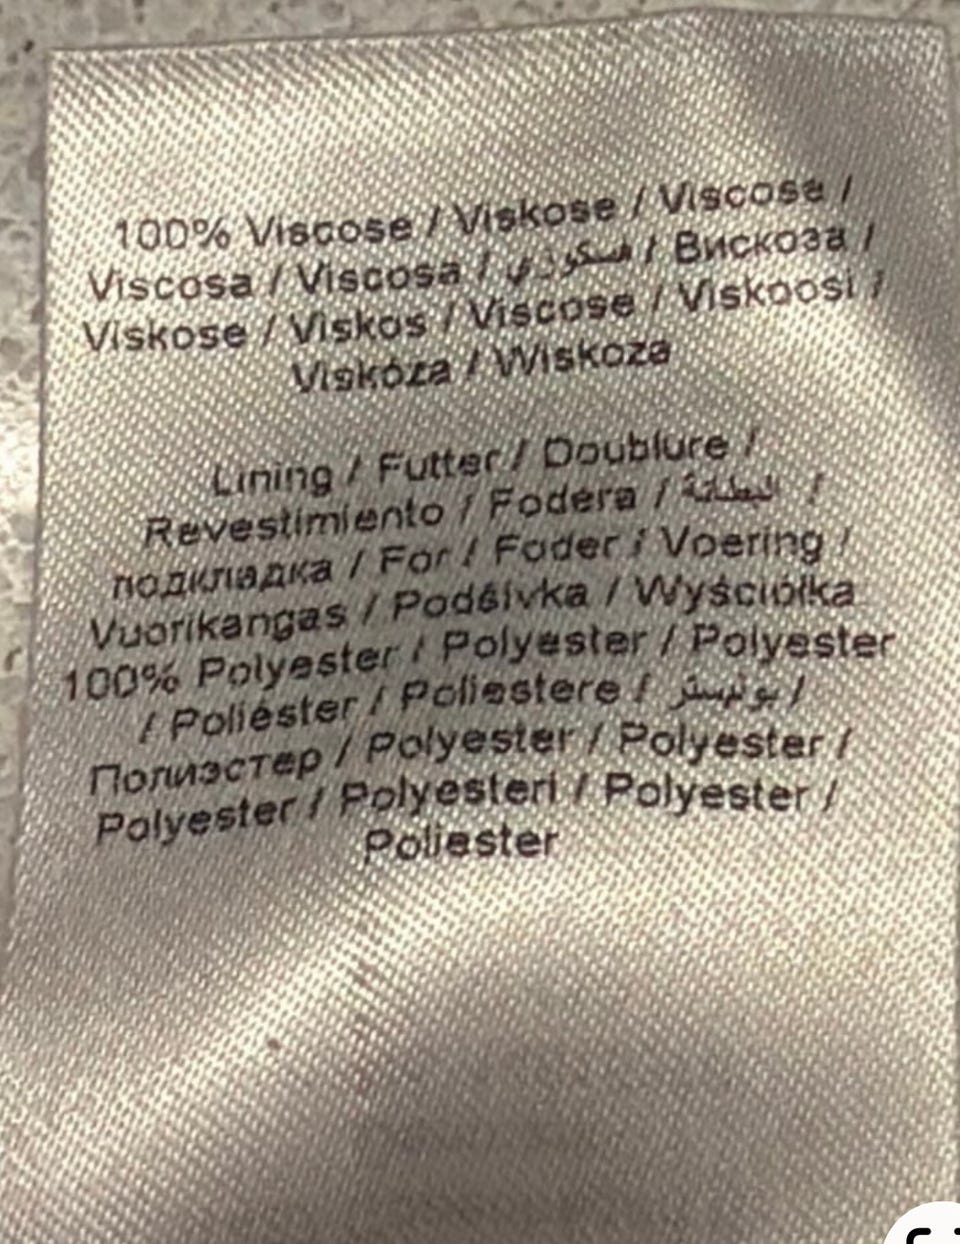 100% Viscose / Viskose / Viscose /
Viscosa / Viscosa / فسكوزي / Вискоза /
Viskose / Viskos / Viscose / Viskoosi /
Viskóza / Wiskoza
Lining / Futter / Doublure /
Revestimiento / Fodera / البطانة /
подкладка / For / Foder / Voering /
Vuorikangas / Podšívka / Wyściółka
100% Polyester / Polyester / Polyester
/ Poliéster / Poliestere / بوليستر /
Полиэстер / Polyester / Polyester /
Polyester / Polyesteri / Polyester /
Poliester